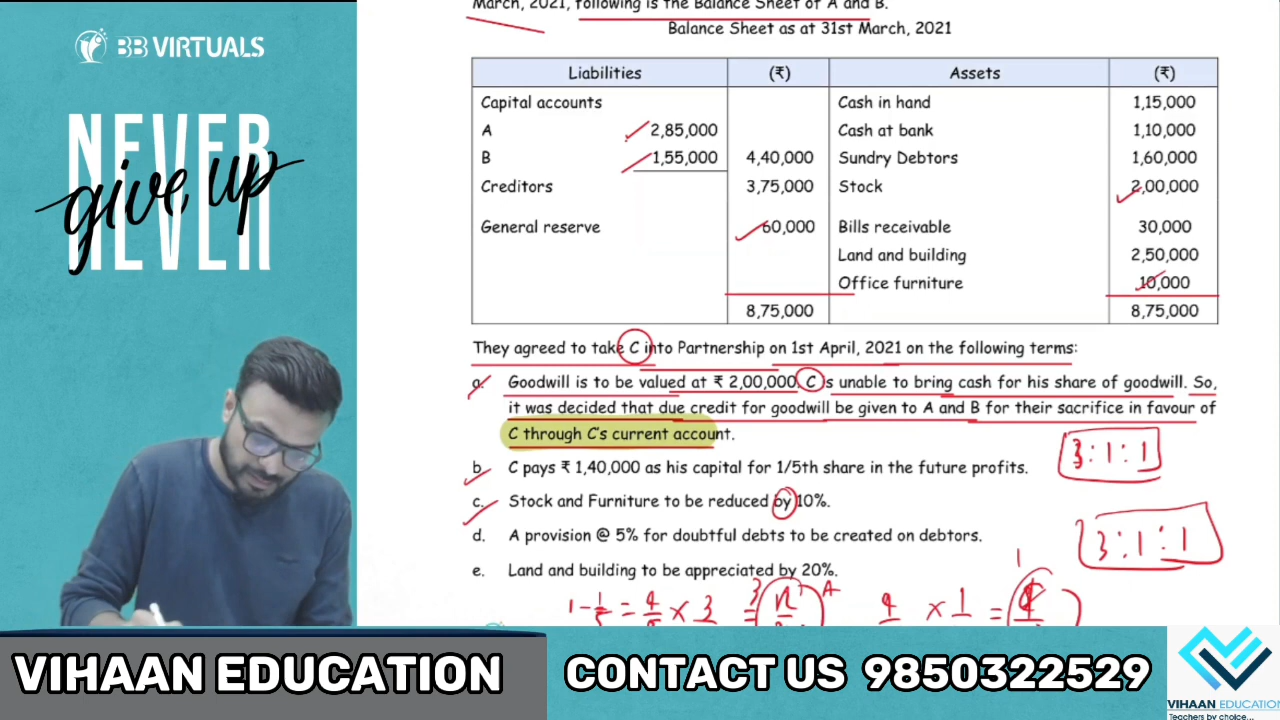 BB VIRTUALS
NEVER
give up
NEVER
March, 2021, following is the Balance Sheet of A and B.
Balance Sheet as at 31st March, 2021
Liabilities (₹) Assets (₹)
Capital accounts Cash in hand 1,15,000
A 2,85,000 Cash at bank 1,10,000
B 1,55,000 4,40,000 Sundry Debtors 1,60,000
Creditors 3,75,000 Stock 2,00,000
General reserve 60,000 Bills receivable 30,000
Land and building 2,50,000
Office furniture 10,000
8,75,000 8,75,000
They agreed to take C into Partnership on 1st April, 2021 on the following terms:
a. Goodwill is to be valued at ₹ 2,00,000. C is unable to bring cash for his share of goodwill. So,
it was decided that due credit for goodwill be given to A and B for their sacrifice in favour of
C through C's current account.
3:1:1
b. C pays ₹ 1,40,000 as his capital for 1/5th share in the future profits.
c. Stock and Furniture to be reduced by 10%.
d. A provision @ 5% for doubtful debts to be created on debtors.
3:1:1
e. Land and building to be appreciated by 20%.
VIHAAN EDUCATION
CONTACT US 9850322529
VIHAAN EDUCATION
Teachers by choice...